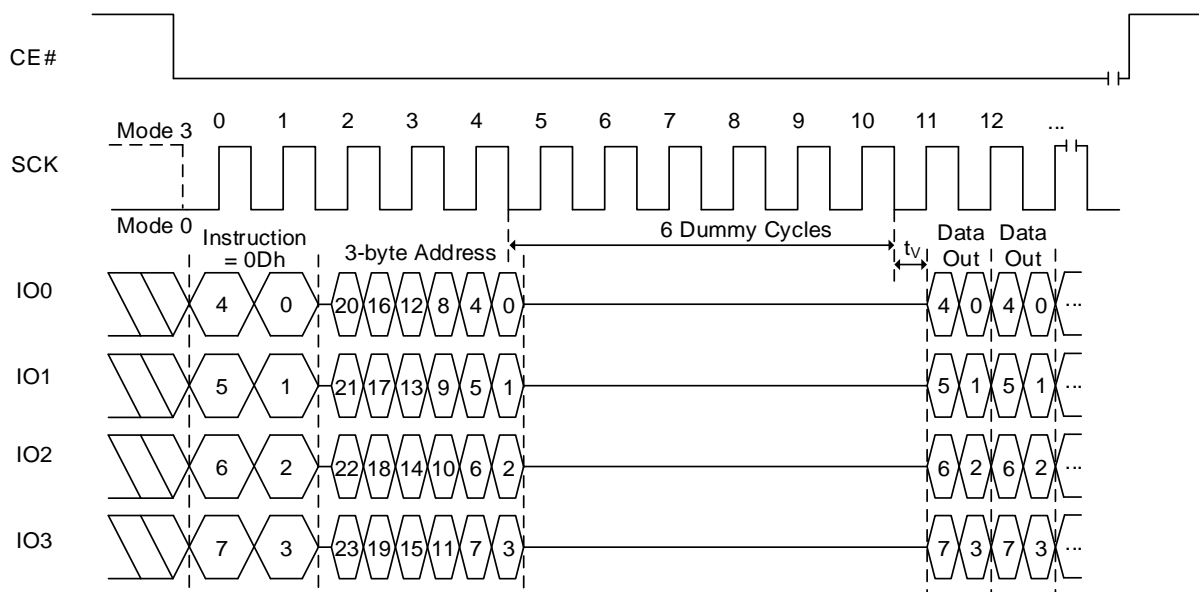 CE#
0 1 2 3 4 5 6 7 8 9 10 11 12 ...
Mode 3
SCK
Mode 0
Instruction = 0Dh
3-byte Address
6 Dummy Cycles
tV
Data Out
Data Out
IO0
4 0 20 16 12 8 4 0 4 0 4 0 ...
IO1
5 1 21 17 13 9 5 1 5 1 5 1 ...
IO2
6 2 22 18 14 10 6 2 6 2 6 2 ...
IO3
7 3 23 19 15 11 7 3 7 3 7 3 ...